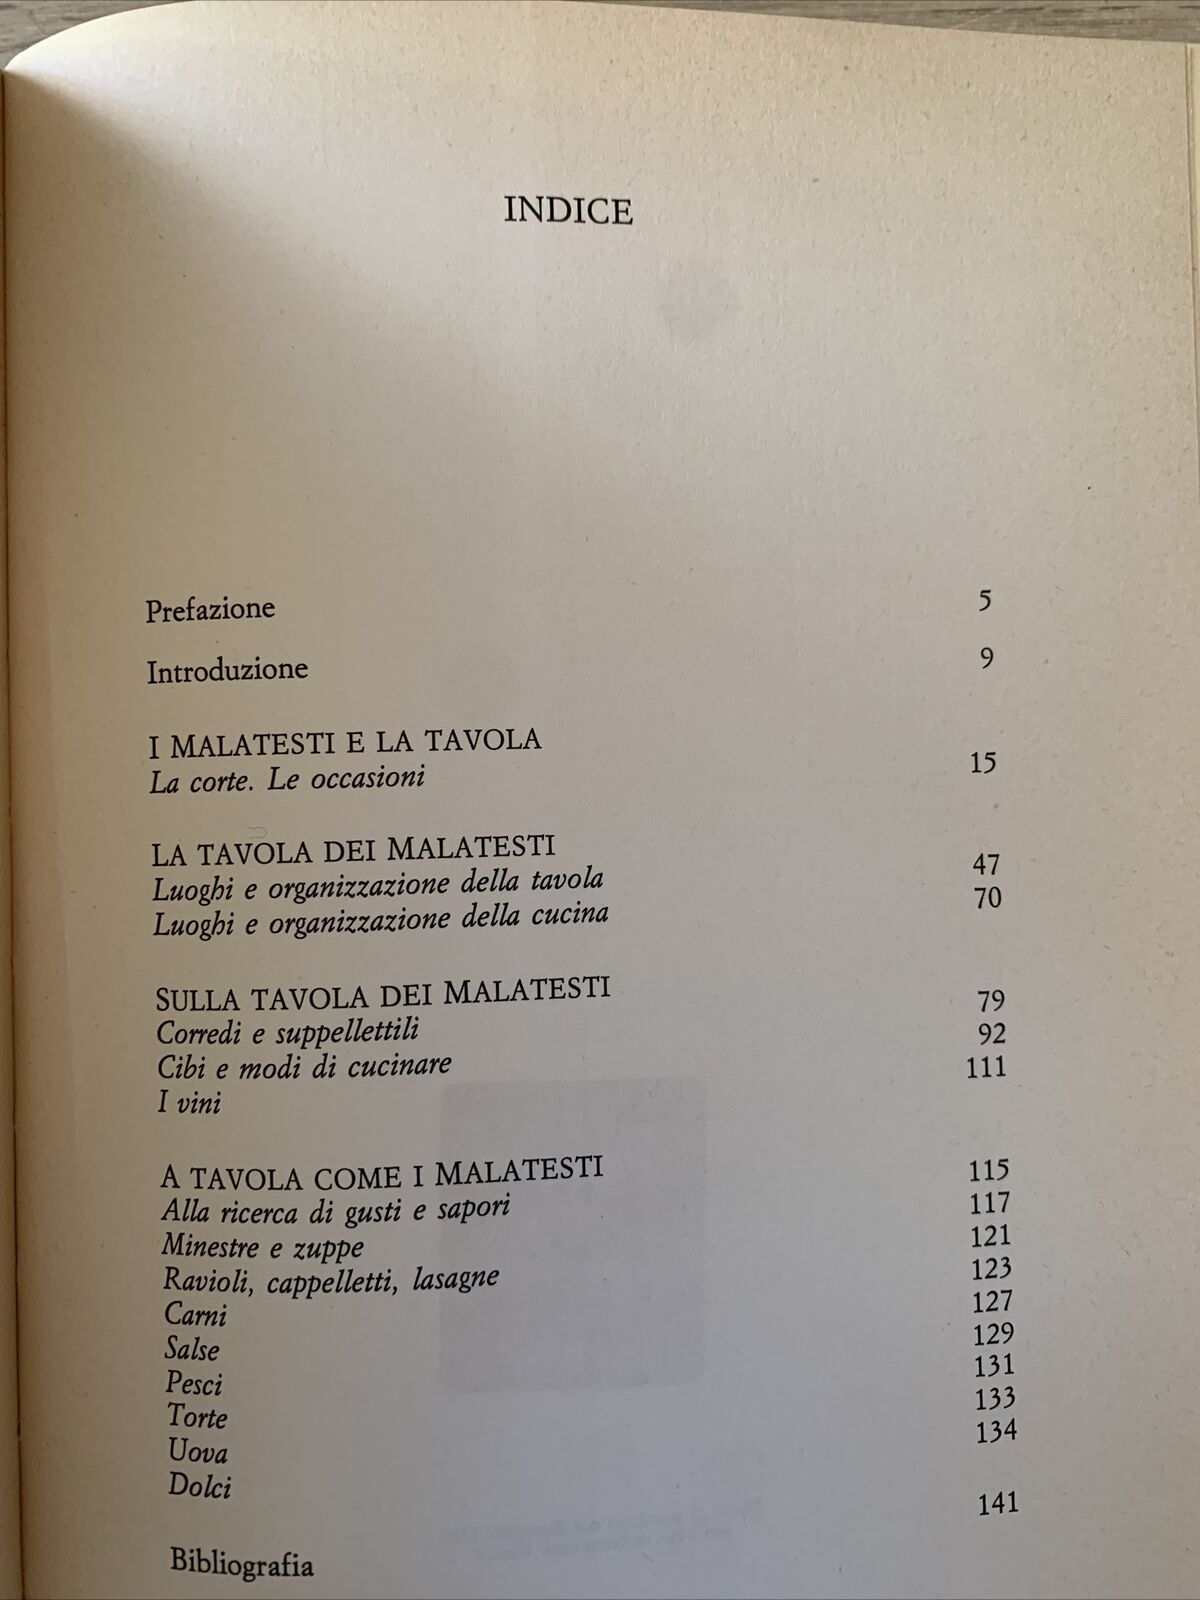 INDICE
Prefazione 5
Introduzione 9
I MALATESTI E LA TAVOLA
La corte. Le occasioni 15
LA TAVOLA DEI MALATESTI
Luoghi e organizzazione della tavola 47
Luoghi e organizzazione della cucina 70
SULLA TAVOLA DEI MALATESTI
Corredi e suppellettili 79
Cibi e modi di cucinare 92
I vini 111
A TAVOLA COME I MALATESTI
Alla ricerca di gusti e sapori 115
Minestre e zuppe 117
Ravioli, cappelletti, lasagne 121
Carni 123
Salse 127
Pesci 129
Torte 131
Uova 133
Dolci 134
Bibliografia 141